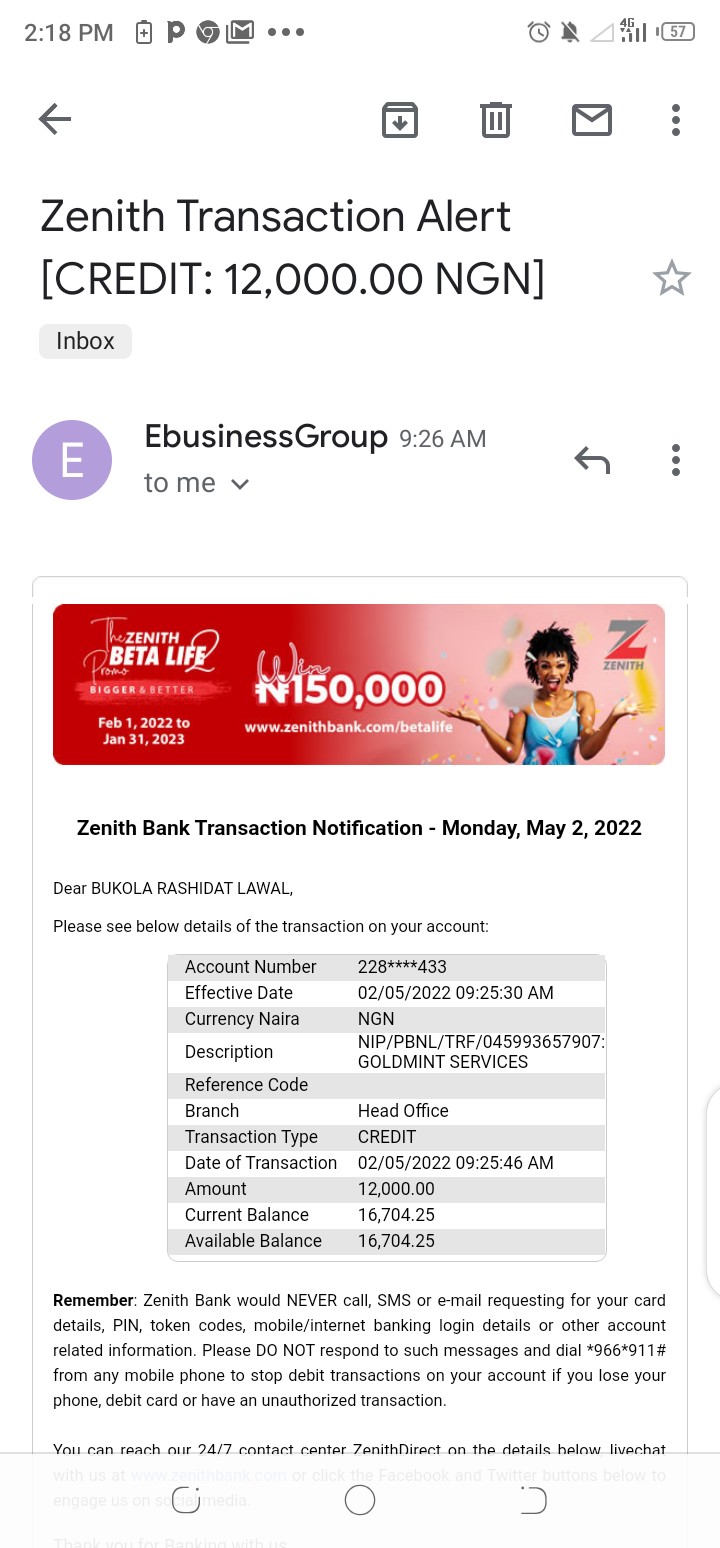 2:18 PM
4G
57
Zenith Transaction Alert
[CREDIT: 12,000.00 NGN]
Inbox
E
EbusinessGroup 9:26 AM
to me
The ZENITH
BETA LIFE
Promo
BIGGER & BETTER
Feb 1, 2022 to
Jan 31, 2023
Win
₦150,000
www.zenithbank.com/betalife
ZENITH
Zenith Bank Transaction Notification - Monday, May 2, 2022
Dear BUKOLA RASHIDAT LAWAL,
Please see below details of the transaction on your account:
Account Number 228****433
Effective Date 02/05/2022 09:25:30 AM
Currency Naira NGN
Description NIP/PBNL/TRF/045993657907:
GOLDMINT SERVICES
Reference Code
Branch Head Office
Transaction Type CREDIT
Date of Transaction 02/05/2022 09:25:46 AM
Amount 12,000.00
Current Balance 16,704.25
Available Balance 16,704.25
Remember: Zenith Bank would NEVER call, SMS or e-mail requesting for your card
details, PIN, token codes, mobile/internet banking login details or other account
related information. Please DO NOT respond to such messages and dial *966*911#
from any mobile phone to stop debit transactions on your account if you lose your
phone, debit card or have an unauthorized transaction.
You can reach our 24/7 contact center ZenithDirect on the details below, livechat
with us at www.zenithbank.com or click the Facebook and Twitter buttons below to
engage us on social media.
Thank you for Banking with us